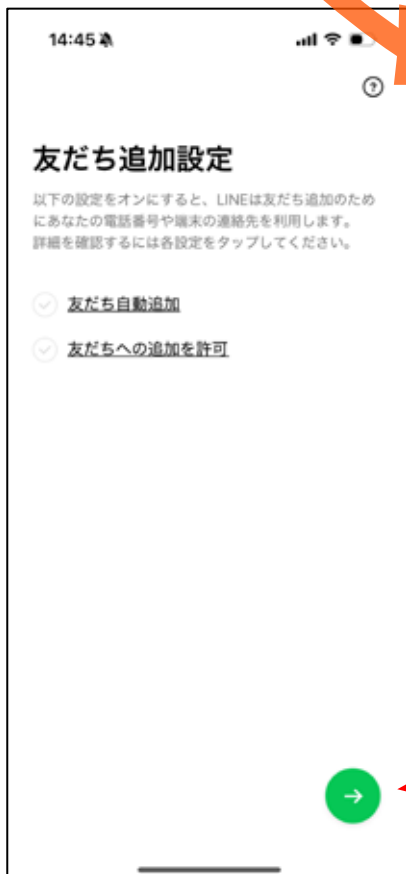 14:45
友だち追加設定
以下の設定をオンにすると、LINEは友だち追加のため
にあなたの電話番号や端末の連絡先を利用します。
詳細を確認するには各設定をタップしてください。
友だち自動追加
友だちへの追加を許可